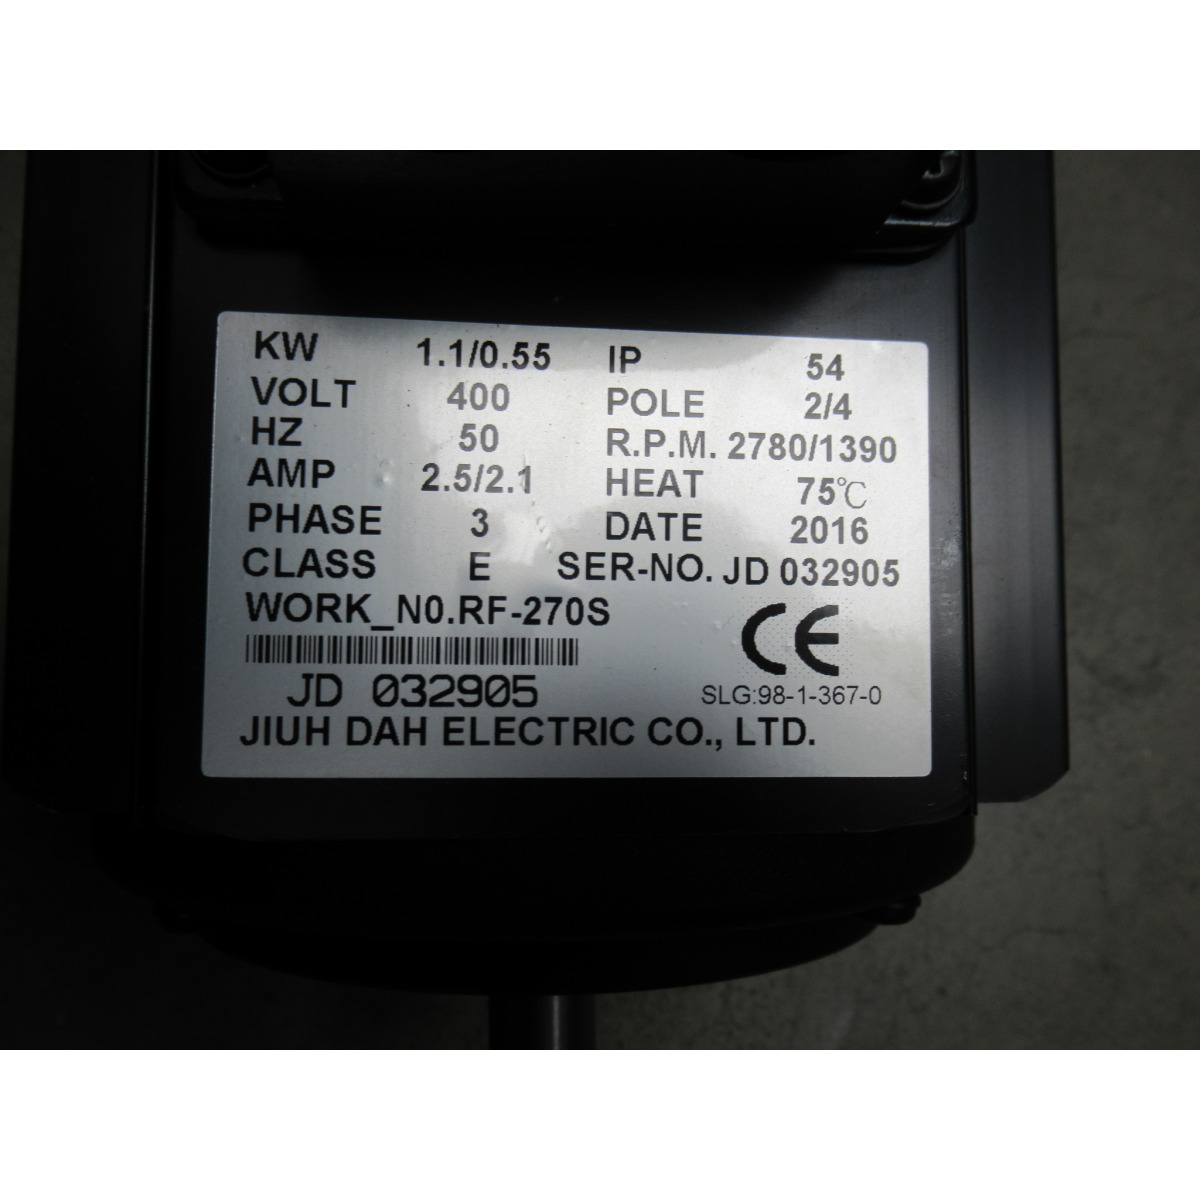 KW 1.1/0.55 IP 54
VOLT 400 POLE 2/4
HZ 50 R.P.M. 2780/1390
AMP 2.5/2.1 HEAT 75℃
PHASE 3 DATE 2016
CLASS E SER-NO. JD 032905
WORK_N0.RF-270S
CE
JD 032905
SLG:98-1-367-0
JIUH DAH ELECTRIC CO., LTD.